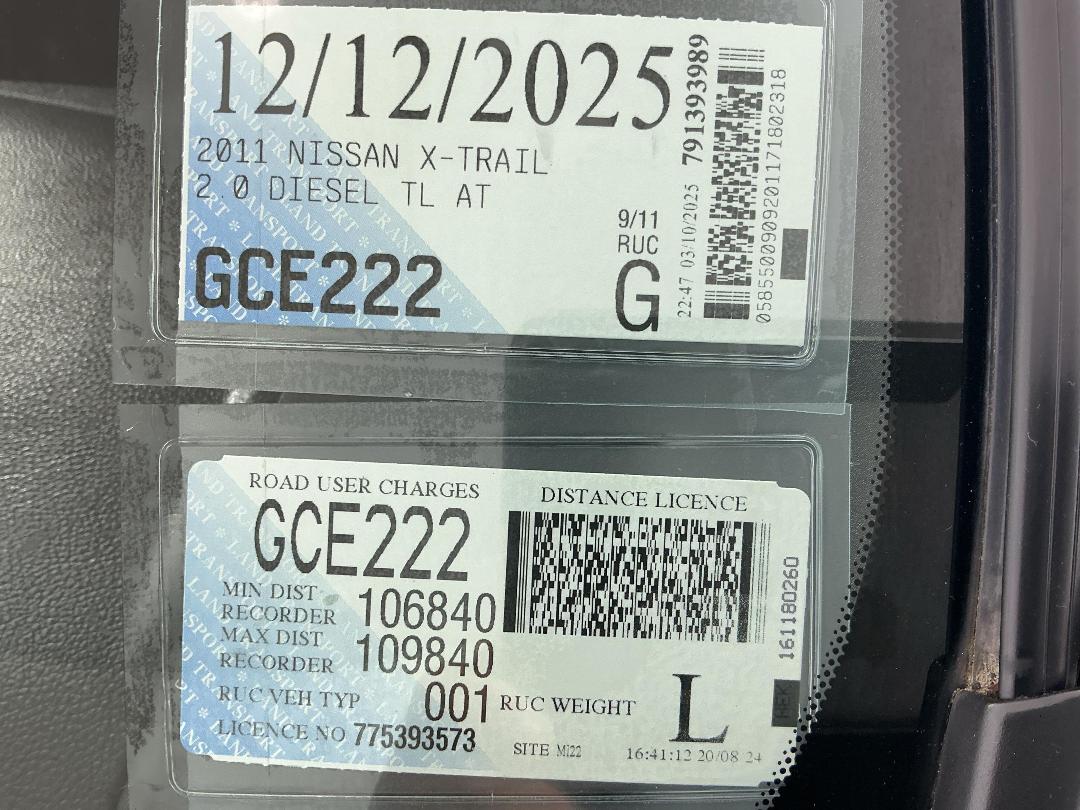 12/12/2025
2011 NISSAN X-TRAIL
2 0 DIESEL TL AT
GCE222
9/11
RUC
G
22:47 03/10/2025
791393989
0585500909201171802318
ROAD USER CHARGES
GCE222
MIN DIST
RECORDER 106840
MAX DIST
RECORDER 109840
RUC VEH TYP 001
LICENCE NO 775393573
DISTANCE LICENCE
RUC WEIGHT L
SITE MI22 16:41:12 20/08 24
161180260